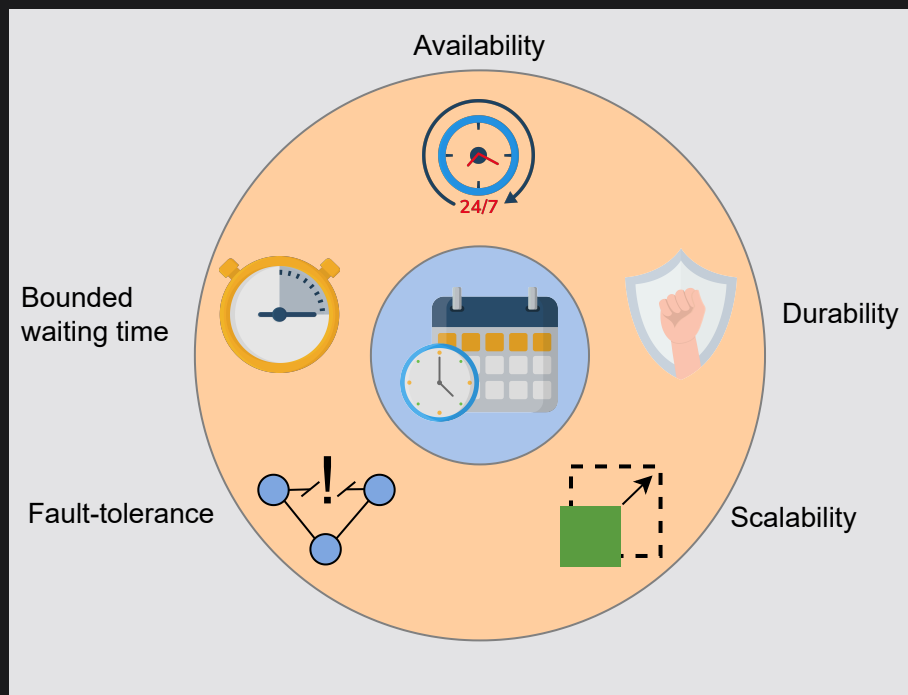 Availability
24/7
Bounded
waiting time
Durability
Fault-tolerance
!
Scalability